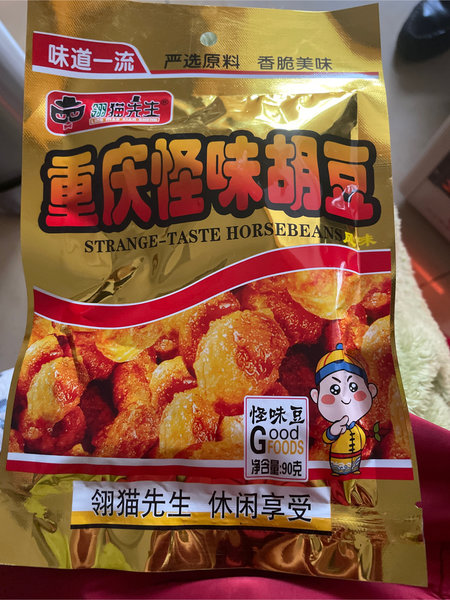 味道一流
严选原料 香脆美味
翎猫先生
重庆怪味胡豆
STRANGE-TASTE HORSEBEANS
怪味豆
Good
FOODS
净含量:90克
翎猫先生 休闲享受